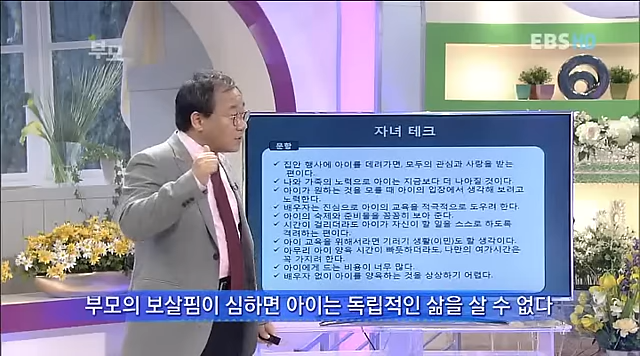 부모
EBS HD
자녀 테크
문항
✓ 집안 행사에 아이를 데려가면, 모두의 관심과 사랑을 받는
편이다.
✓ 나와 가족의 노력으로 아이는 지금보다 더 나아질 것이다.
✓ 아이가 원하는 것을 모를 때 아이의 입장에서 생각해 보려고
노력한다.
✓ 배우자는 진심으로 아이의 교육을 적극적으로 도우려 한다.
✓ 아이의 숙제와 준비물을 꼼꼼히 보아 준다.
✓ 시간이 걸리더라도 아이가 자신이 할 일을 스스로 하도록
격려하는 편이다.
✓ 아이 교육을 위해서라면 기러기 생활(이민)도 할 생각이다.
✓ 아무리 아이 양육 시간이 빠듯하더라도, 나만의 여가시간은
꼭 가지려 한다.
✓ 아이에게 드는 비용이 너무 많다.
✓ 배우자 없이 아이를 양육하는 것을 상상하기 어렵다.
부모의 보살핌이 심하면 아이는 독립적인 삶을 살 수 없다